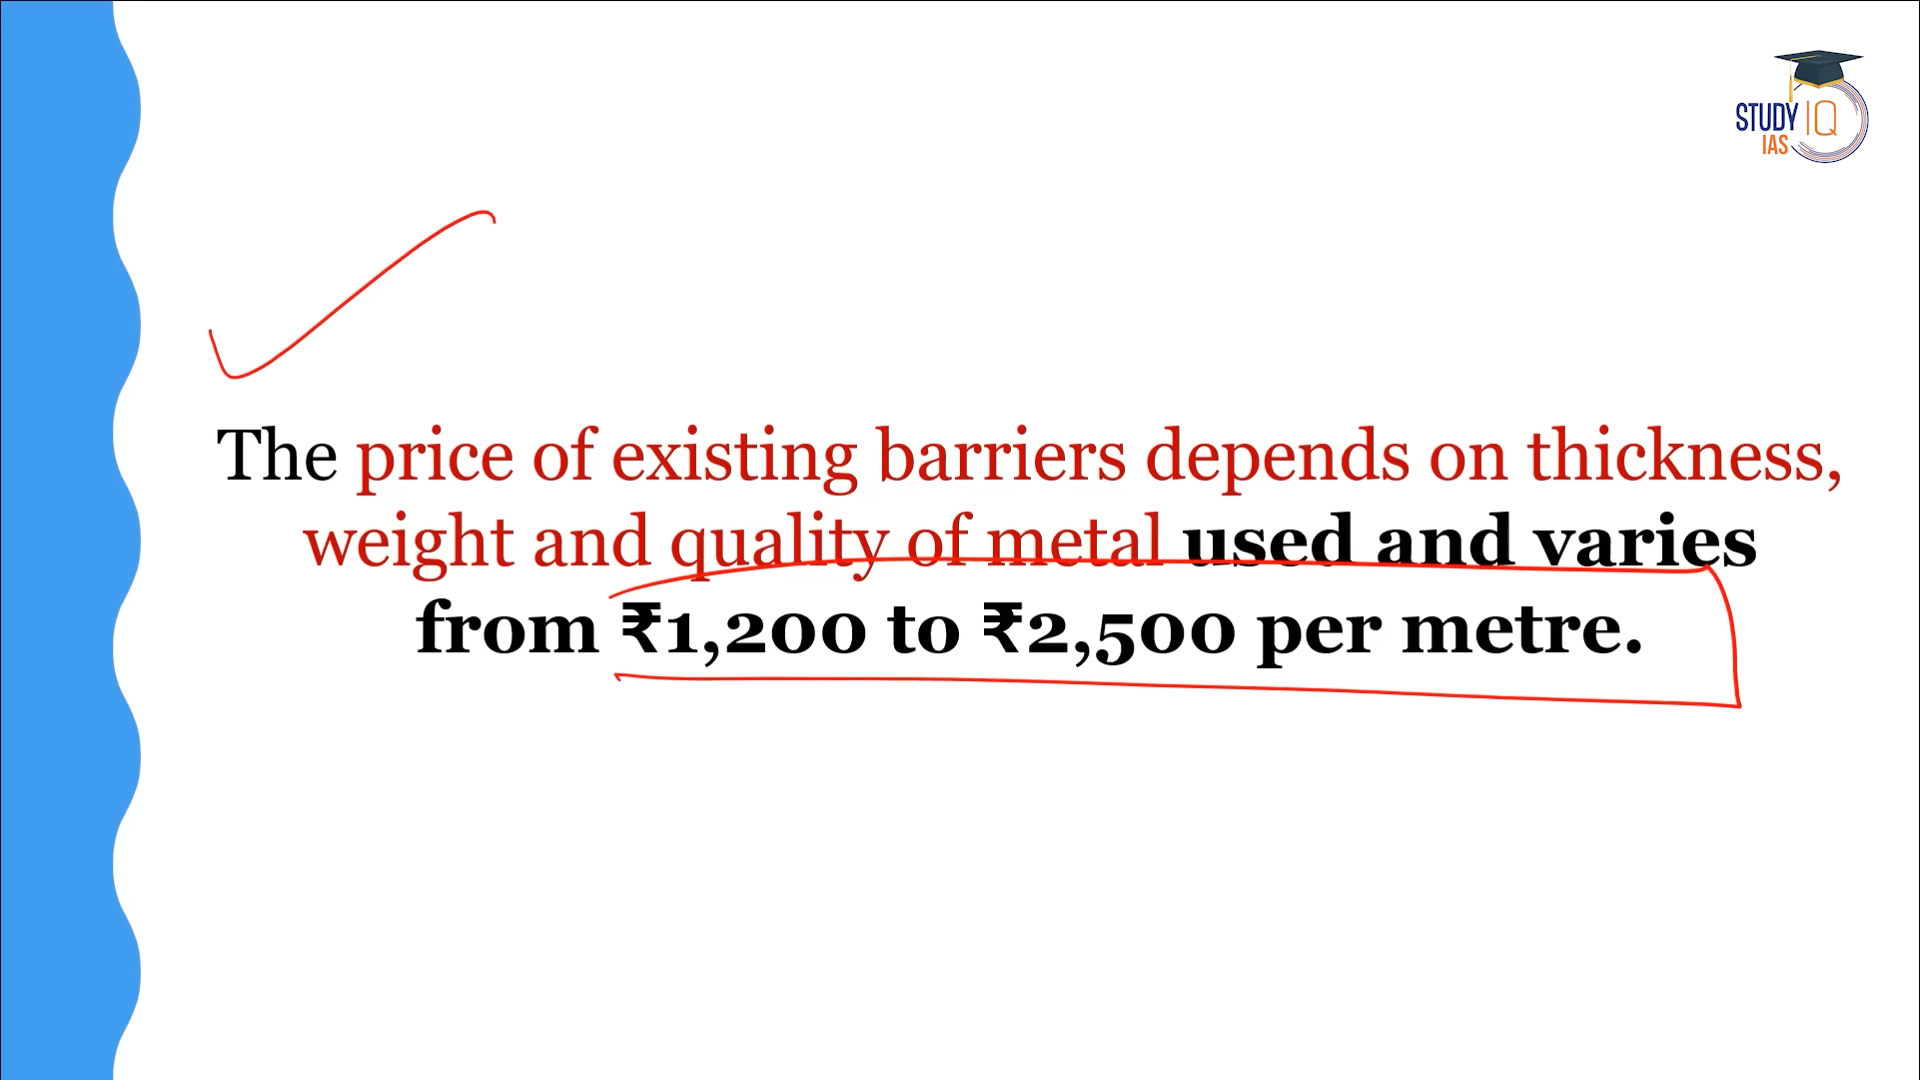 STUDY IQ
IAS
The price of existing barriers depends on thickness,
weight and quality of metal used and varies
from ₹1,200 to ₹2,500 per metre.